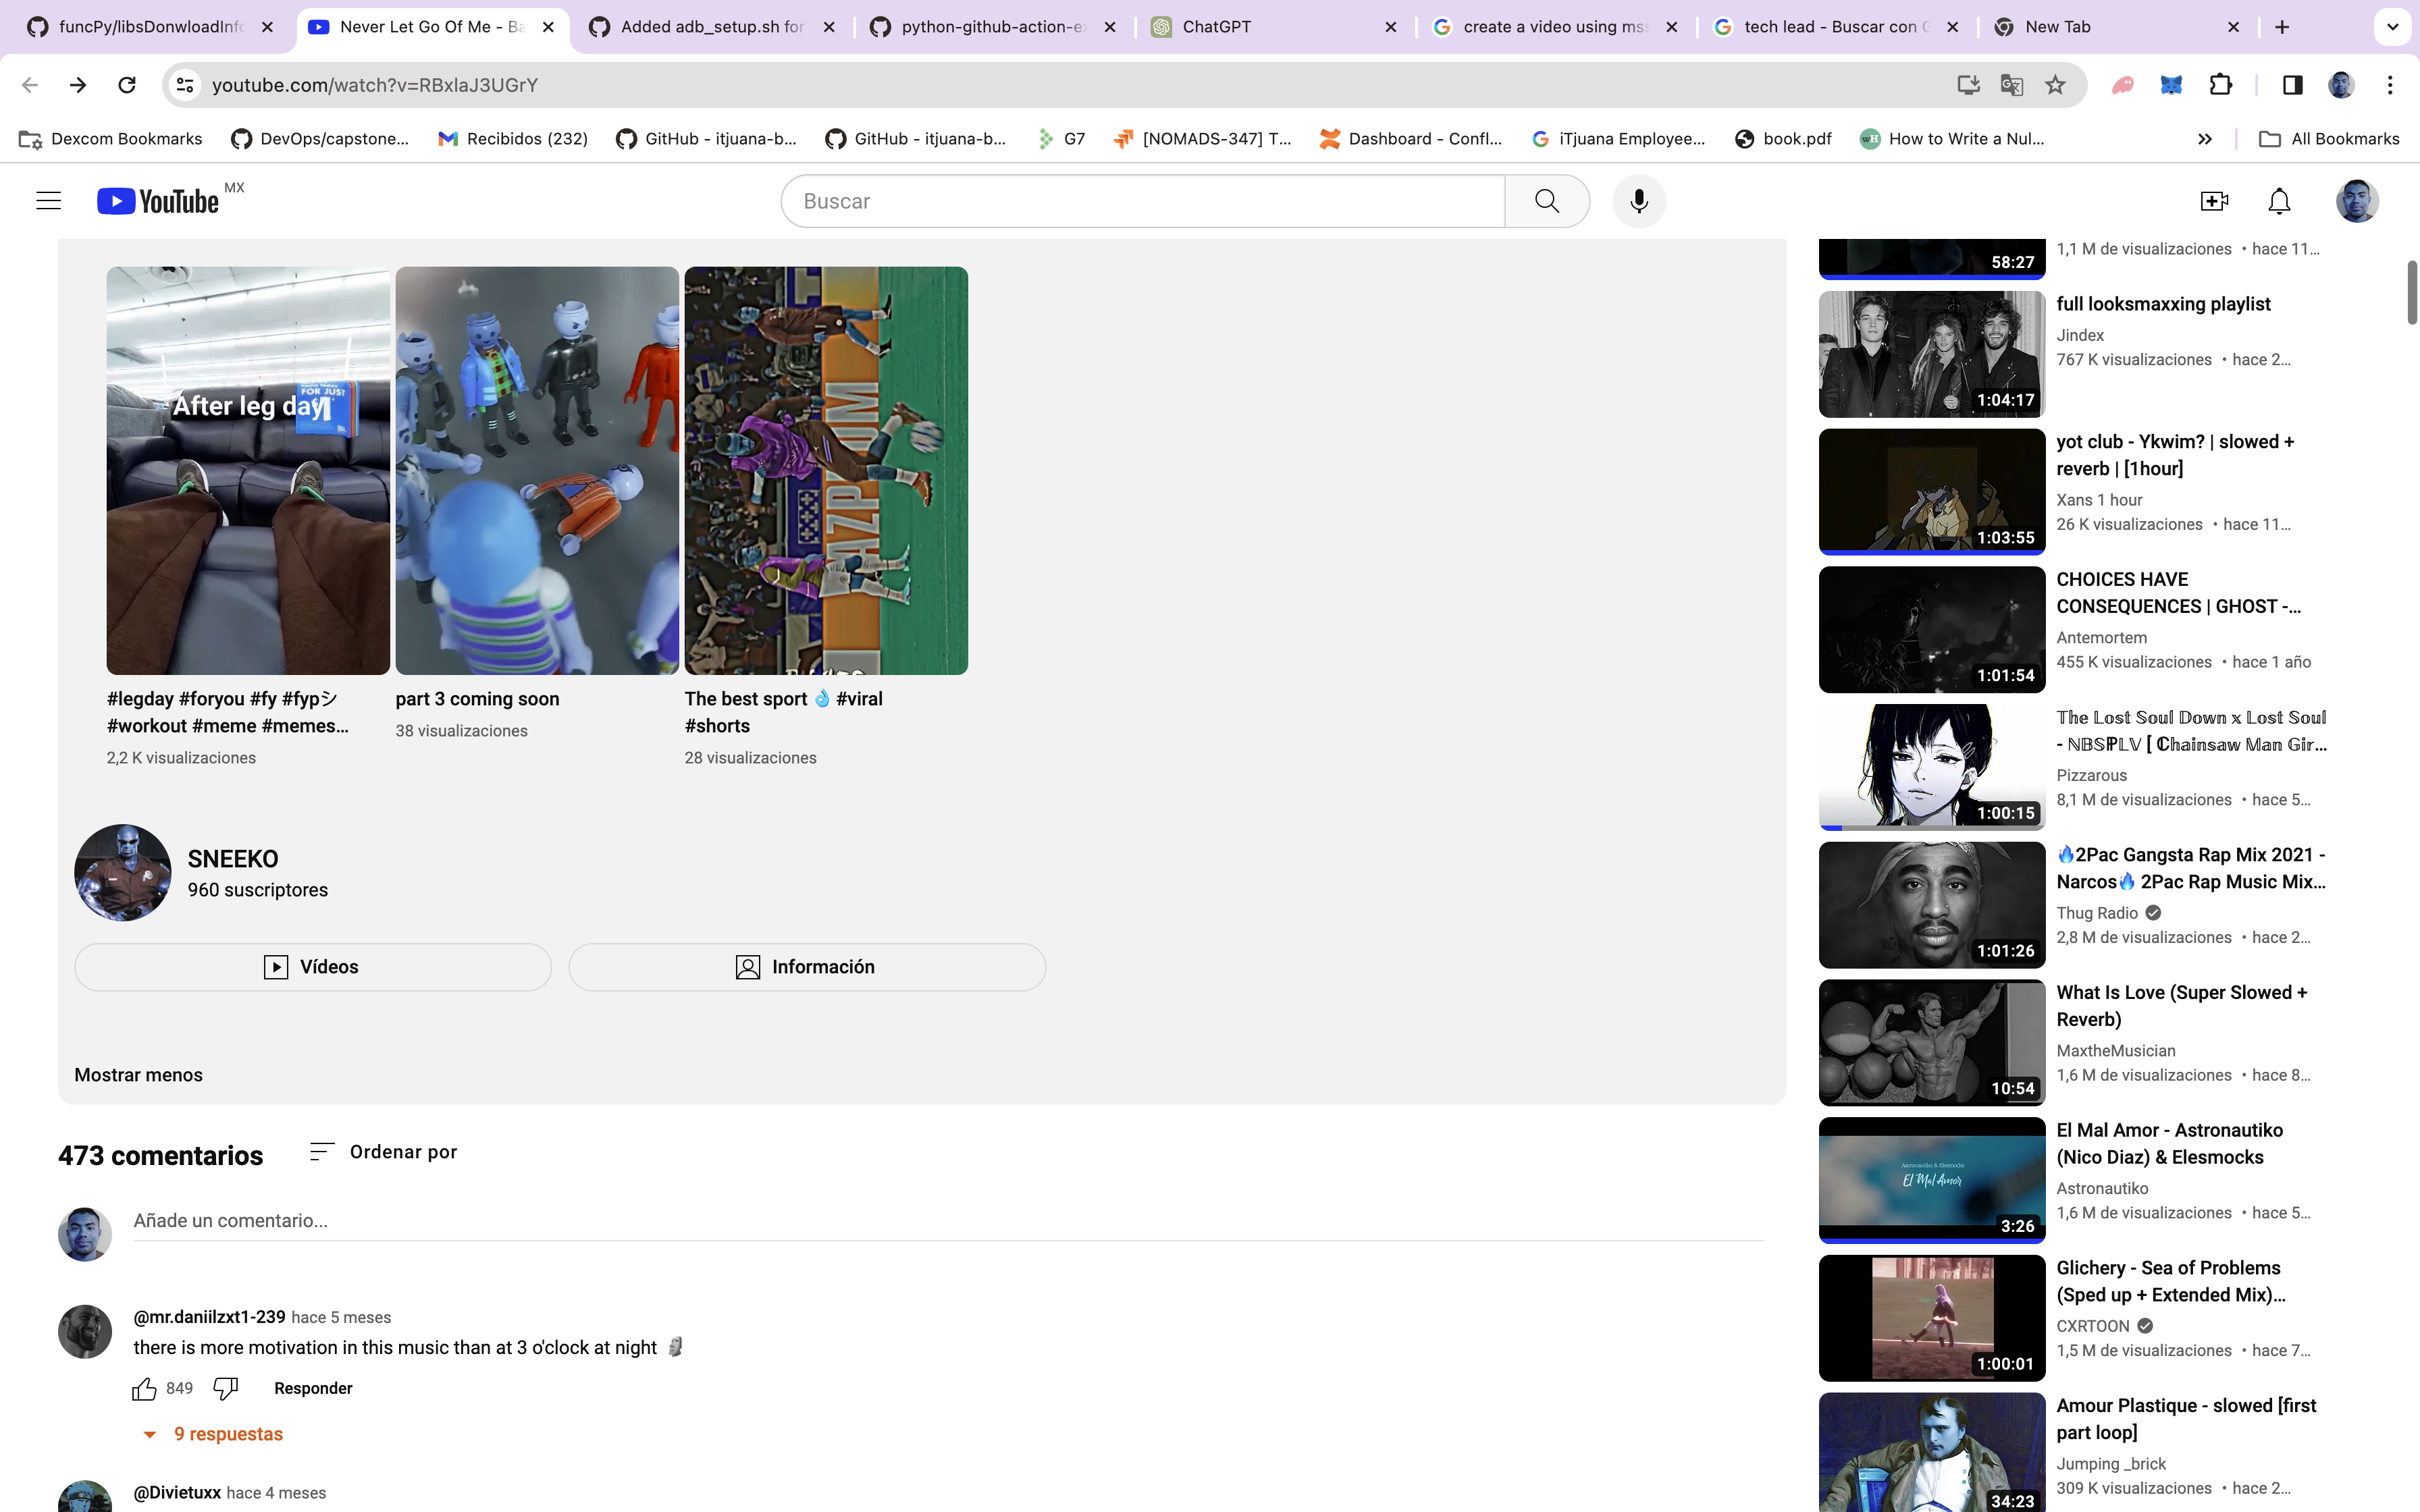 funcPy/libsDonwloadInfo
Never Let Go Of Me - Ba
Added adb_setup.sh for
python-github-action-ex
ChatGPT
create a video using mss
tech lead - Buscar con G
New Tab
youtube.com/watch?v=RBxlaJ3UGrY
Dexcom Bookmarks
DevOps/capstone...
Recibidos (232)
GitHub - itjuana-b...
GitHub - itjuana-b...
G7
[NOMADS-347] T...
Dashboard - Confl...
iTjuana Employee...
book.pdf
How to Write a Nul...
All Bookmarks
YouTube MX
Buscar
After leg day
FOR JUST
AZPROM
#legday #foryou #fy #fypシ
#workout #meme #memes...
2,2 K visualizaciones
part 3 coming soon
38 visualizaciones
The best sport 👌 #viral
#shorts
28 visualizaciones
SNEEKO
960 suscriptores
Vídeos
Información
Mostrar menos
473 comentarios
Ordenar por
Añade un comentario...
@mr.daniilzxt1-239 hace 5 meses
there is more motivation in this music than at 3 o'clock at night 🗿
849
Responder
9 respuestas
@Divietuxx hace 4 meses
58:27
1,1 M de visualizaciones • hace 11...
1:04:17
full looksmaxxing playlist
Jindex
767 K visualizaciones • hace 2...
1:03:55
yot club - Ykwim? | slowed +
reverb | [1hour]
Xans 1 hour
26 K visualizaciones • hace 11...
1:01:54
CHOICES HAVE
CONSEQUENCES | GHOST -...
Antemortem
455 K visualizaciones • hace 1 año
1:00:15
𝕋𝕙𝕖 𝕃𝕠𝕤𝕥 𝕊𝕠𝕦𝕝 𝔻𝕠𝕨𝕟 𝕩 𝕃𝕠𝕤𝕥 𝕊𝕠𝕦𝕝
- ℕ𝔹𝕊ℙ𝕃𝕍 [ ℂ𝕙𝕒𝕚𝕟𝕤𝕒𝕨 𝕄𝕒𝕟 𝔾𝕚𝕣...
Pizzarous
8,1 M de visualizaciones • hace 5...
1:01:26
🔥2Pac Gangsta Rap Mix 2021 -
Narcos🔥 2Pac Rap Music Mix...
Thug Radio
2,8 M de visualizaciones • hace 2...
10:54
What Is Love (Super Slowed +
Reverb)
MaxtheMusician
1,6 M de visualizaciones • hace 8...
Astronautiko & Elesmocks
El Mal Amor
3:26
El Mal Amor - Astronautiko
(Nico Diaz) & Elesmocks
Astronautiko
1,6 M de visualizaciones • hace 5...
1:00:01
Glichery - Sea of Problems
(Sped up + Extended Mix)...
CXRTOON
1,5 M de visualizaciones • hace 7...
34:23
Amour Plastique - slowed [first
part loop]
Jumping _brick
309 K visualizaciones • hace 2...